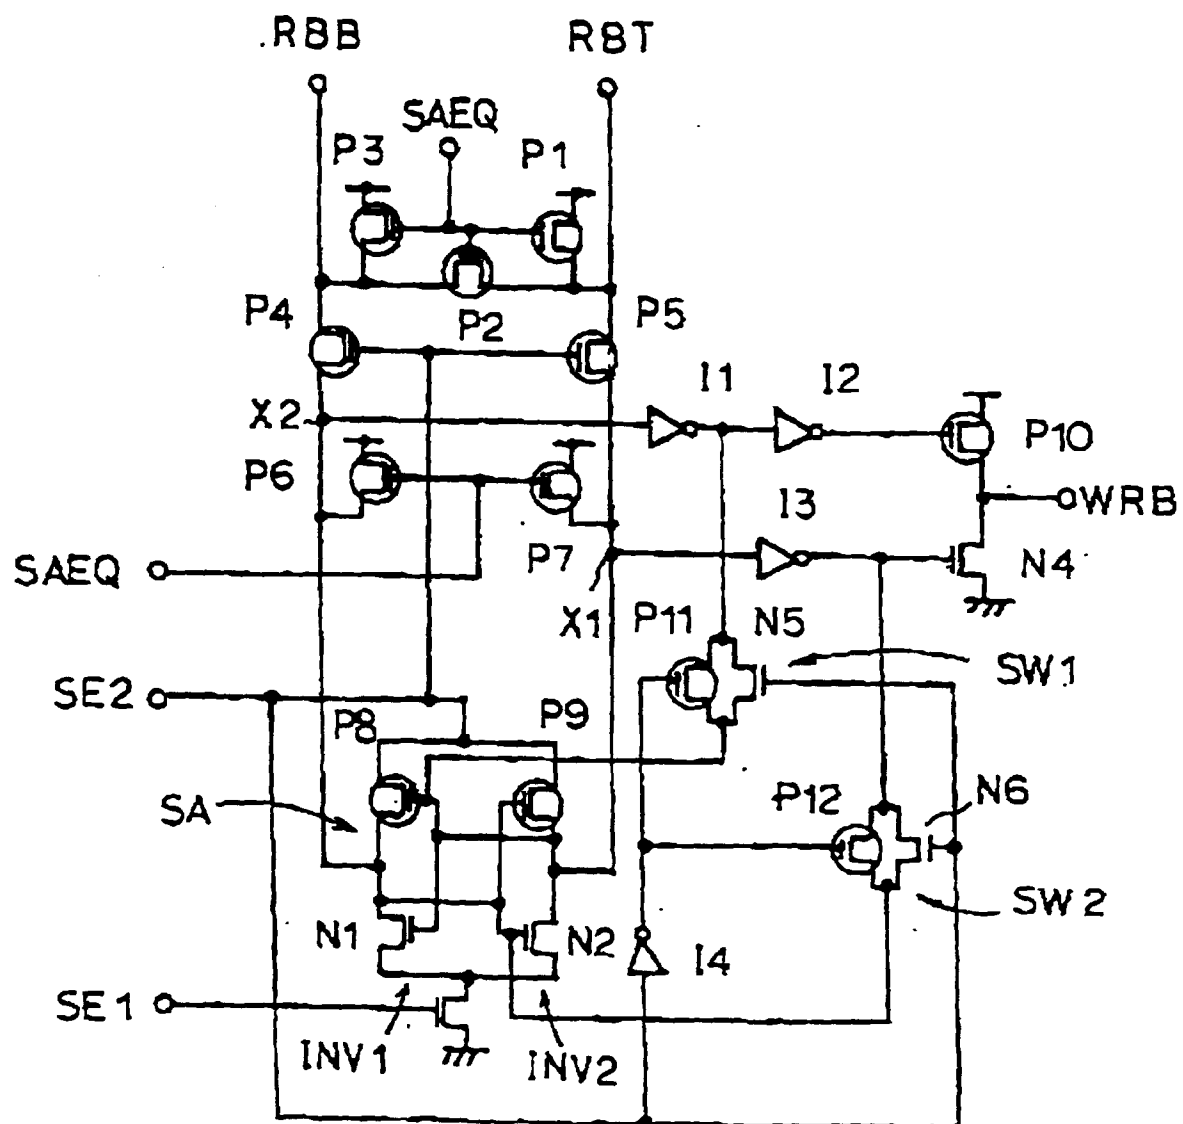 RBB
RBT
SAEQ
P3
P1
P4
P2
P5
I1
I2
X2
P10
P6
I3
WRB
P7
SAEQ
N4
X1
P11
N5
SW1
SE2
P8
P9
P12
N6
SA
SW2
N1
N2
I4
SE1
INV1
INV2